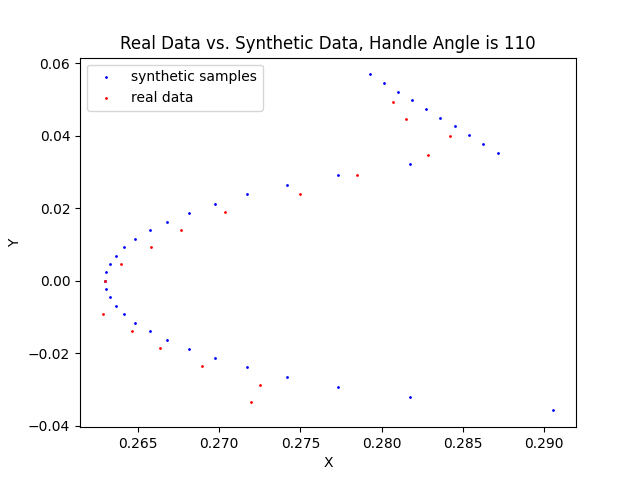 Real Data vs. Synthetic Data, Handle Angle is 110
synthetic samples
real data
0.06
0.04
0.02
0.00
−0.02
−0.04
Y
0.265
0.270
0.275
0.280
0.285
0.290
X